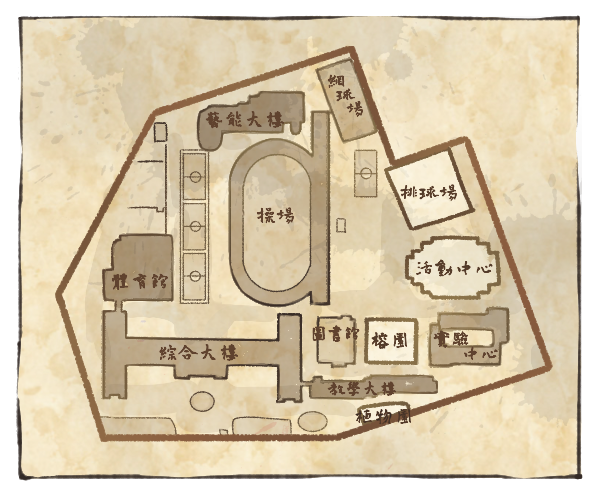 網
球
場
藝能大樓
排球場
操場
活動中心
體育館
圖書館
榕園
實驗
中心
綜合大樓
教學大樓
植物園